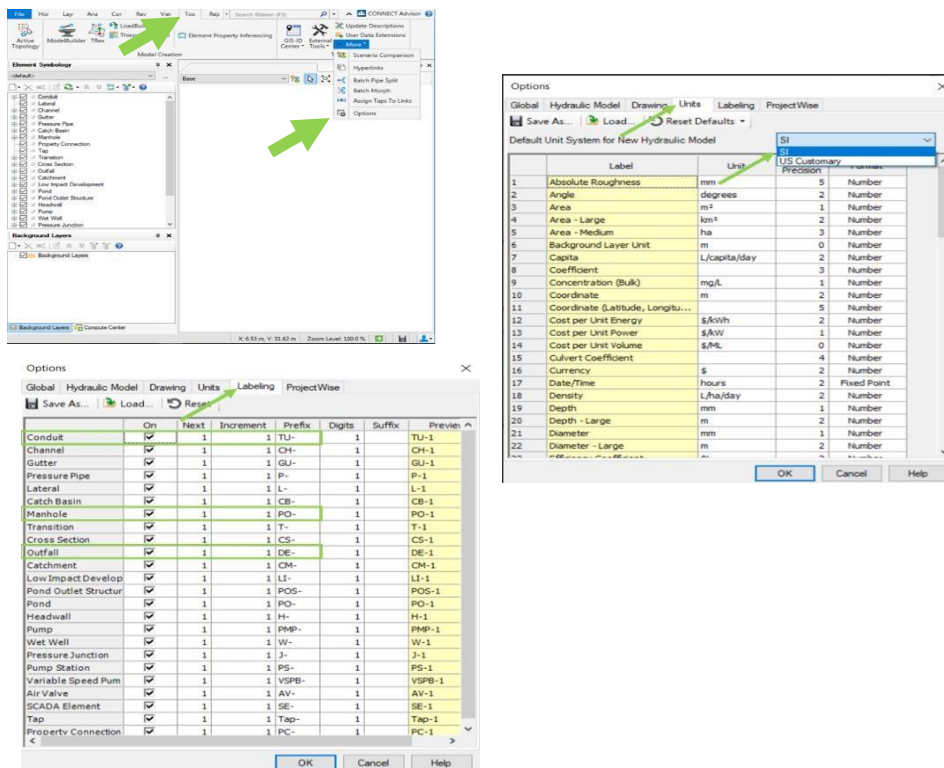 File Hor Lay Ana Cor Rev Vie Too Rep Search Ribbon (F3) CONNECT Advisor
Active Topology
ModelBuilder
TRex
LoadBuilder
Element Property Inferencing
GIS-ID Center
External Tools
Update Descriptions
User Data Extensions
More
Model Creation
Scenario Comparison
Hyperlinks
Batch Pipe Split
Batch Morph
Assign Taps To Links
Options
Element Symbology
<default>
Base
Conduit
Lateral
Channel
Gutter
Pressure Pipe
Catch Basin
Manhole
Property Connection
Tap
Transition
Cross Section
Outfall
Catchment
Low Impact Development
Pond
Pond Outlet Structure
Headwall
Pump
Wet Well
Pressure Junction
Background Layers
Background Layers
Background Layers Compute Center
X: 6.53 m, Y: 31.62 m Zoom Level: 100.0 %
Options
Global Hydraulic Model Drawing Units Labeling ProjectWise
Save As... Load... Reset Defaults
Default Unit System for New Hydraulic Model SI
SI
US Customary
Label Unit Precision Format
1 Absolute Roughness mm 5 Number
2 Angle degrees 2 Number
3 Area m² 1 Number
4 Area - Large km² 2 Number
5 Area - Medium ha 3 Number
6 Background Layer Unit m 0 Number
7 Capita L/capita/day 2 Number
8 Coefficient 3 Number
9 Concentration (Bulk) mg/L 1 Number
10 Coordinate m 2 Number
11 Coordinate (Latitude, Longitu... 5 Number
12 Cost per Unit Energy $/kWh 2 Number
13 Cost per Unit Power $/kW 1 Number
14 Cost per Unit Volume $/ML 0 Number
15 Culvert Coefficient 4 Number
16 Currency $ 2 Number
17 Date/Time hours 2 Fixed Point
18 Density L/ha/day 2 Number
19 Depth mm 1 Number
20 Depth - Large m 2 Number
21 Diameter mm 1 Number
22 Diameter - Large m 2 Number
OK Cancel Help
Options
Global Hydraulic Model Drawing Units Labeling ProjectWise
Save As... Load... Reset
On Next Increment Prefix Digits Suffix Preview
Conduit 1 1 TU- 1 TU-1
Channel 1 1 CH- 1 CH-1
Gutter 1 1 GU- 1 GU-1
Pressure Pipe 1 1 P- 1 P-1
Lateral 1 1 L- 1 L-1
Catch Basin 1 1 CB- 1 CB-1
Manhole 1 1 PO- 1 PO-1
Transition 1 1 T- 1 T-1
Cross Section 1 1 CS- 1 CS-1
Outfall 1 1 DE- 1 DE-1
Catchment 1 1 CM- 1 CM-1
Low Impact Develop 1 1 LI- 1 LI-1
Pond Outlet Structur 1 1 POS- 1 POS-1
Pond 1 1 PO- 1 PO-1
Headwall 1 1 H- 1 H-1
Pump 1 1 PMP- 1 PMP-1
Wet Well 1 1 W- 1 W-1
Pressure Junction 1 1 J- 1 J-1
Pump Station 1 1 PS- 1 PS-1
Variable Speed Pum 1 1 VSPB- 1 VSPB-1
Air Valve 1 1 AV- 1 AV-1
SCADA Element 1 1 SE- 1 SE-1
Tap 1 1 Tap- 1 Tap-1
Property Connection 1 1 PC- 1 PC-1
OK Cancel Help